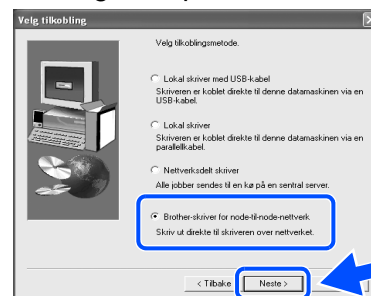 Velg tilkobling
Velg tilkoblingsmetode.
Lokal skriver med USB-kabel
Skriveren er koblet direkte til denne datamaskinen via en
USB-kabel.
Lokal skriver
Skriveren er koblet direkte til denne datamaskinen via en
parallellkabel.
Nettverksdelt skriver
Alle jobber sendes til en kø på en sentral server.
Brother-skriver for node-til-node-nettverk
Skriv ut direkte til skriveren over nettverket.
< Tilbake
Neste >